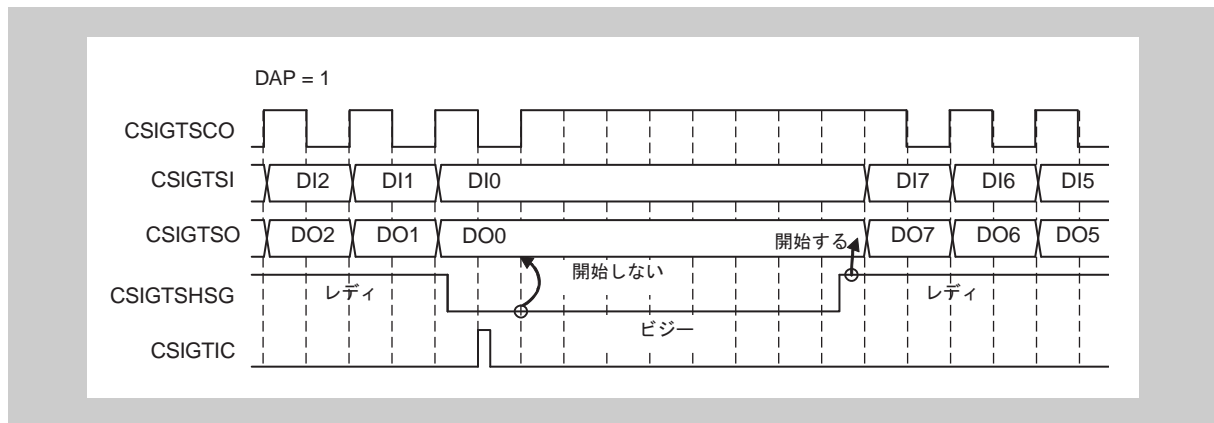 DAP = 1
CSIGTSCO
CSIGTSI DI2 DI1 DI0 DI7 DI6 DI5
CSIGTSO DO2 DO1 DO0 開始する DO7 DO6 DO5
開始しない
CSIGTSHSG レディ レディ
ビジー
CSIGTIC